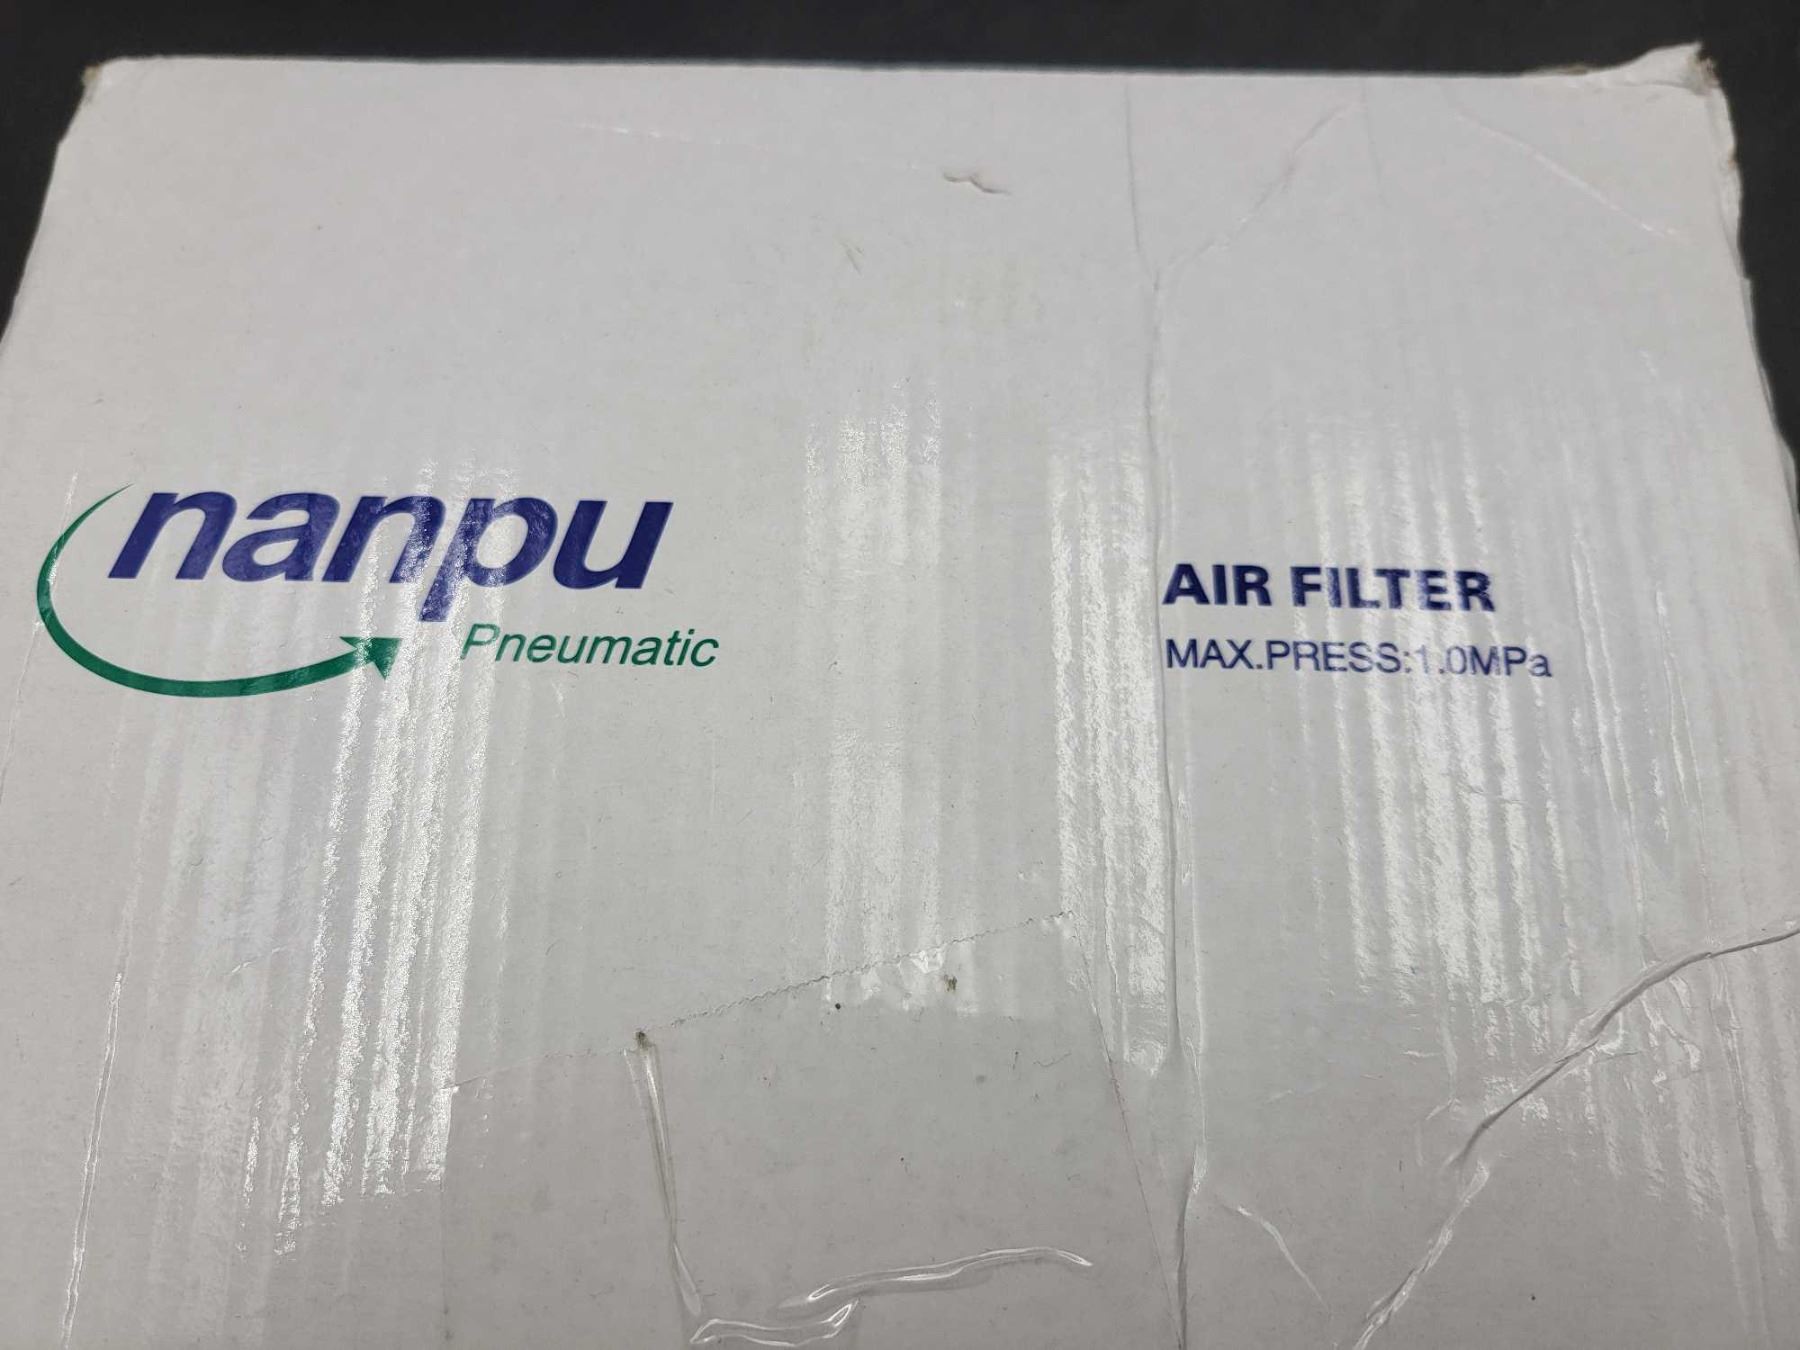 nanpu
Pneumatic
AIR FILTER
MAX.PRESS:1.0MPa